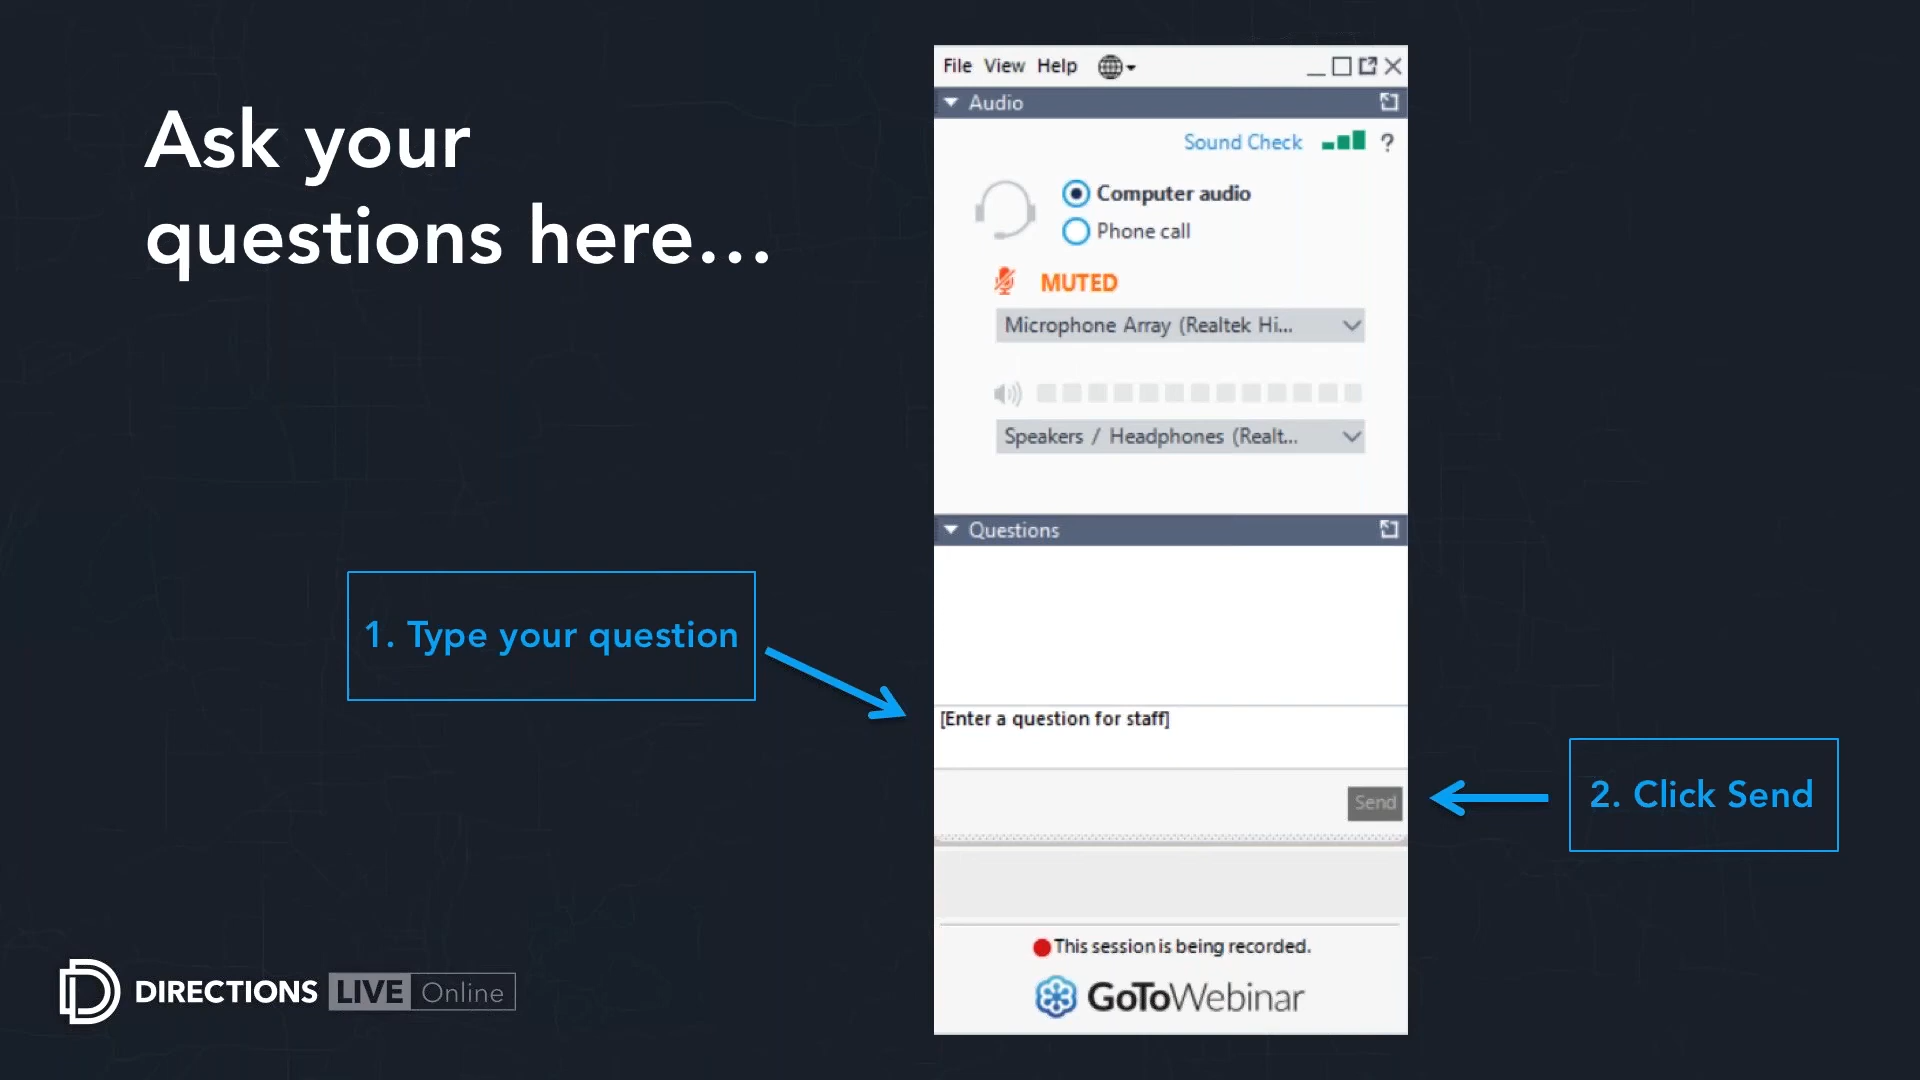 Ask your
questions here...
File View Help
Audio
Sound Check ?
Computer audio
Phone call
MUTED
Microphone Array (Realtek Hi...
Speakers / Headphones (Realt...
Questions
1. Type your question
[Enter a question for staff]
Send
2. Click Send
This session is being recorded.
GoToWebinar
DIRECTIONS LIVE Online